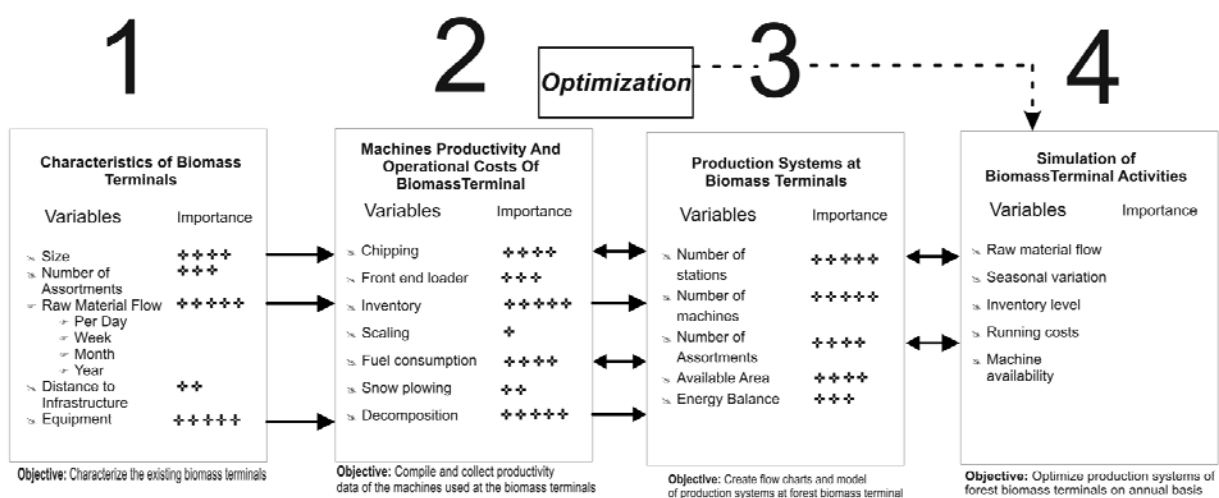 1
2
Optimization
3
4
Characteristics of Biomass
Terminals
Variables Importance
Size ++++
Number of +++
Assortments
Raw Material Flow +++++
Per Day
Week
Month
Year
Distance to ++
Infrastructure
Equipment +++++
Objective: Characterize the existing biomass terminals
Machines Productivity And
Operational Costs Of
BiomassTerminal
Variables Importance
Chipping ++++
Front end loader +++
Inventory +++++
Scaling +
Fuel consumption ++++
Snow plowing ++
Decomposition +++++
Objective: Compile and collect productivity
data of the machines used at the biomass terminals
Production Systems at
Biomass Terminals
Variables Importance
Number of +++++
stations
Number of +++++
machines
Number of ++++
Assortments
Available Area ++++
Energy Balance +++
Objective: Create flow charts and model
of production systems at forest biomass terminal
Simulation of
BiomassTerminal Activities
Variables Importance
Raw material flow
Seasonal variation
Inventory level
Running costs
Machine
availability
Objective: Optimize production systems of
forest biomass terminals on annual basis